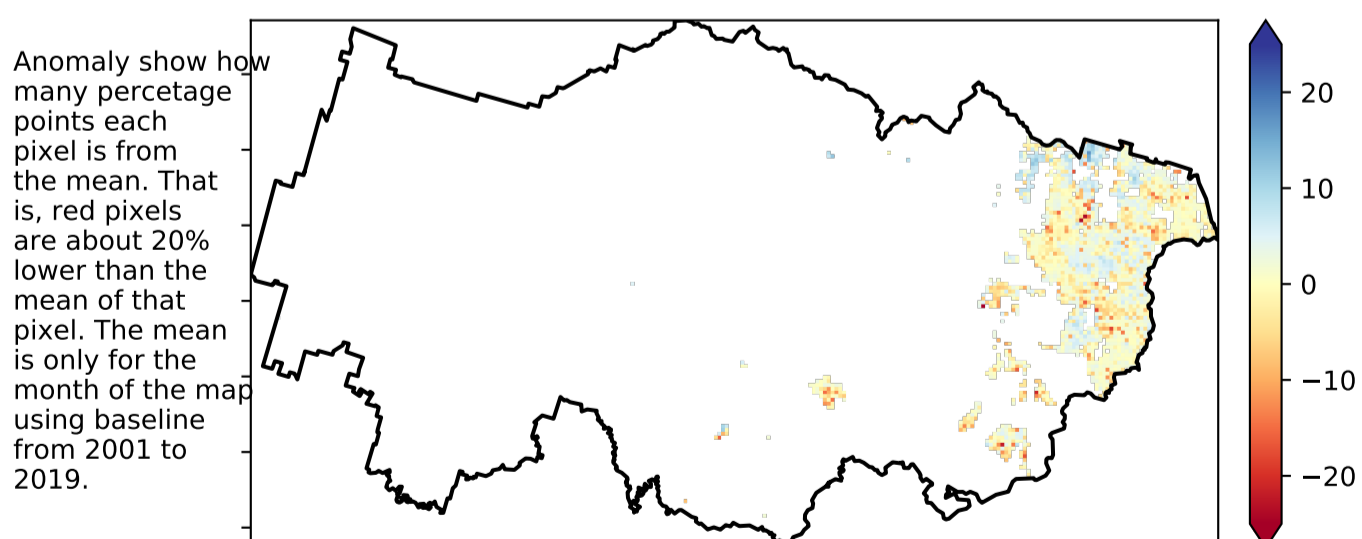 Anomaly show how
many percetage
points each
pixel is from
the mean. That
is, red pixels
are about 20%
lower than the
mean of that
pixel. The mean
is only for the
month of the map
using baseline
from 2001 to
2019.
20
10
0
−10
−20